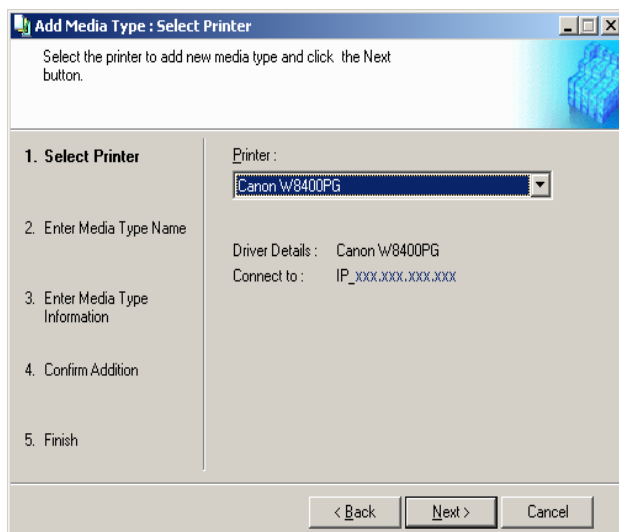 Add Media Type : Select Printer
Select the printer to add new media type and click the Next
button.
1. Select Printer
2. Enter Media Type Name
3. Enter Media Type
Information
4. Confirm Addition
5. Finish
Printer :
Canon W8400PG
Driver Details : Canon W8400PG
Connect to : IP_xxx.xxx.xxx.xxx
< Back
Next >
Cancel